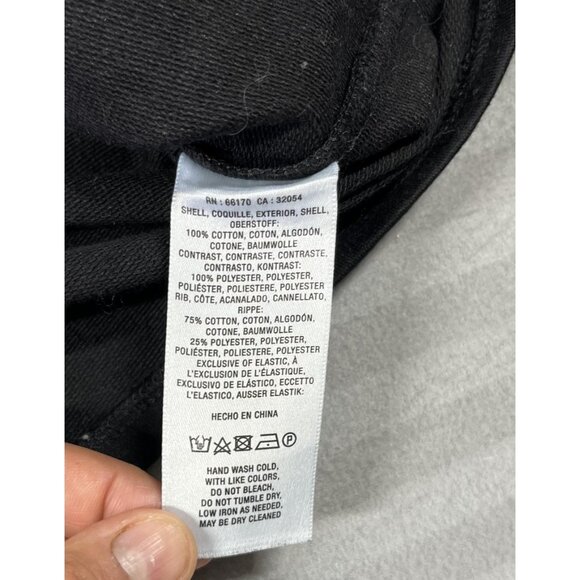 RN : 66170 CA : 32054
SHELL, COQUILLE, EXTERIOR, SHELL,
OBERSTOFF:
100% COTTON, COTON, ALGODÓN,
COTONE, BAUMWOLLE
CONTRAST, CONTRASTE, CONTRASTE,
CONTRASTO, KONTRAST:
100% POLYESTER, POLYESTER,
POLIÉSTER, POLIESTERE, POLYESTER
RIB, CÔTE, ACANALADO, CANNELLATO,
RIPPE:
75% COTTON, COTON, ALGODÓN,
COTONE, BAUMWOLLE
25% POLYESTER, POLYESTER,
POLIÉSTER, POLIESTERE, POLYESTER
EXCLUSIVE OF ELASTIC, À
L'EXCLUSION DE L'ÉLASTIQUE,
EXCLUSIVO DE ELÁSTICO, ECCETTO
L'ELASTICO, AUSSER ELASTIK:
HECHO EN CHINA
P
HAND WASH COLD,
WITH LIKE COLORS,
DO NOT BLEACH,
DO NOT TUMBLE DRY,
LOW IRON AS NEEDED,
MAY BE DRY CLEANED